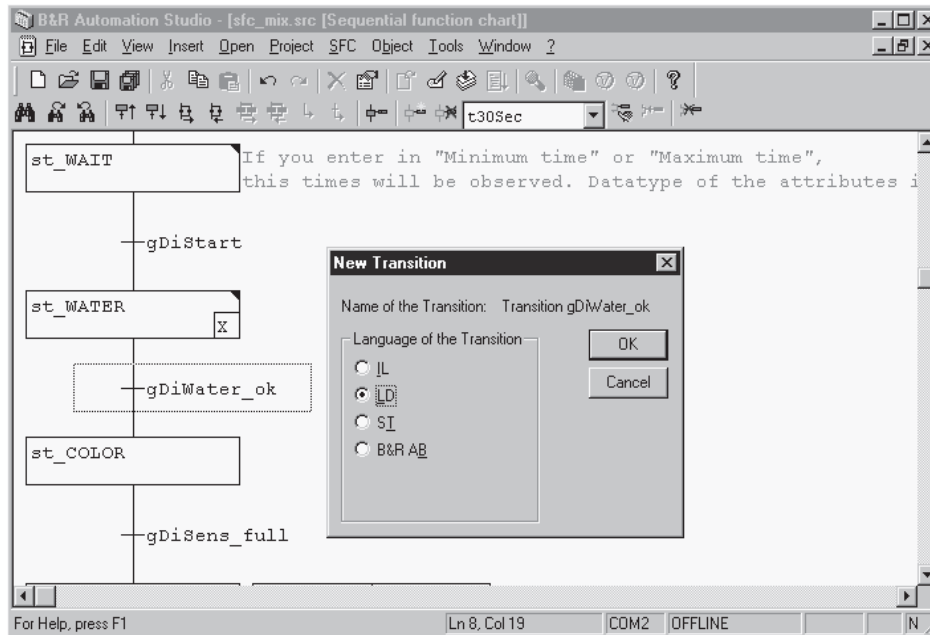 B&R Automation Studio - [sfc_mix.src [Sequential function chart]]
File Edit View Insert Open Project SFC Object Tools Window ?
t30Sec
st_WAIT
If you enter in "Minimum time" or "Maximum time",
this times will be observed. Datatype of the attributes i
gDiStart
New Transition
Name of the Transition: Transition gDiWater_ok
Language of the Transition
IL
LD
ST
B&R AB
OK
Cancel
st_WATER
X
gDiWater_ok
st_COLOR
gDiSens_full
For Help, press F1
Ln 8, Col 19
COM2
OFFLINE
N